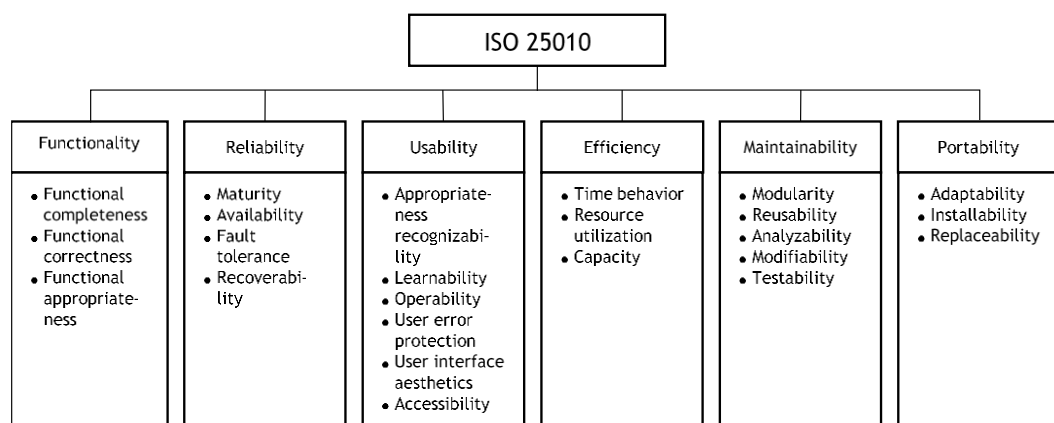 ISO 25010
Functionality
• Functional
completeness
• Functional
correctness
• Functional
appropriate-
ness
Reliability
• Maturity
• Availability
• Fault
tolerance
• Recoverabi-
lity
Usability
• Appropriate-
ness
recognizabi-
lity
• Learnability
• Operability
• User error
protection
• User interface
aesthetics
• Accessibility
Efficiency
• Time behavior
• Resource
utilization
• Capacity
Maintainability
• Modularity
• Reusability
• Analyzability
• Modifiability
• Testability
Portability
• Adaptability
• Installability
• Replaceability